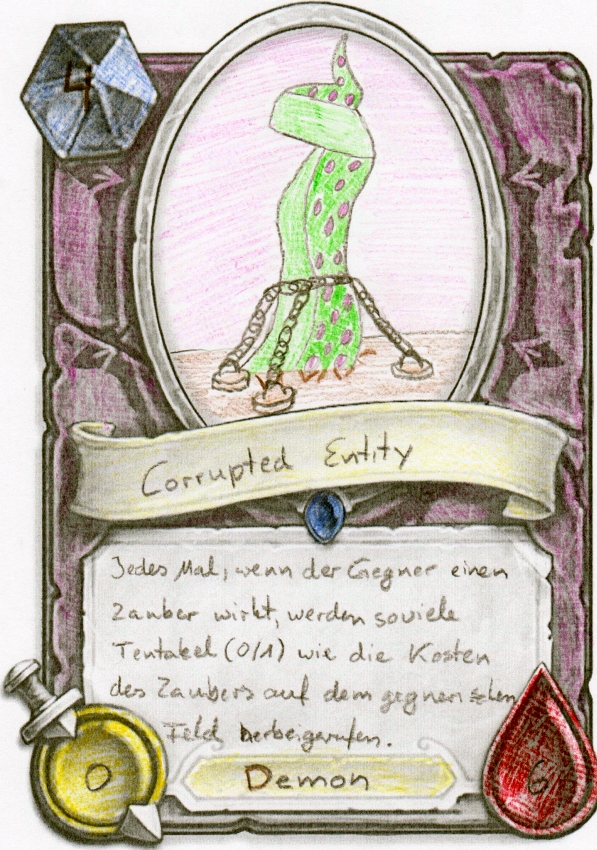 4
Corrupted Entity
Jedes Mal, wenn der Gegner einen
Zauber wirkt, werden soviele
Tentakel (0/1) wie die Kosten
des Zaubers auf dem gegnerischen
Feld herbeigerufen.
0
Demon
6